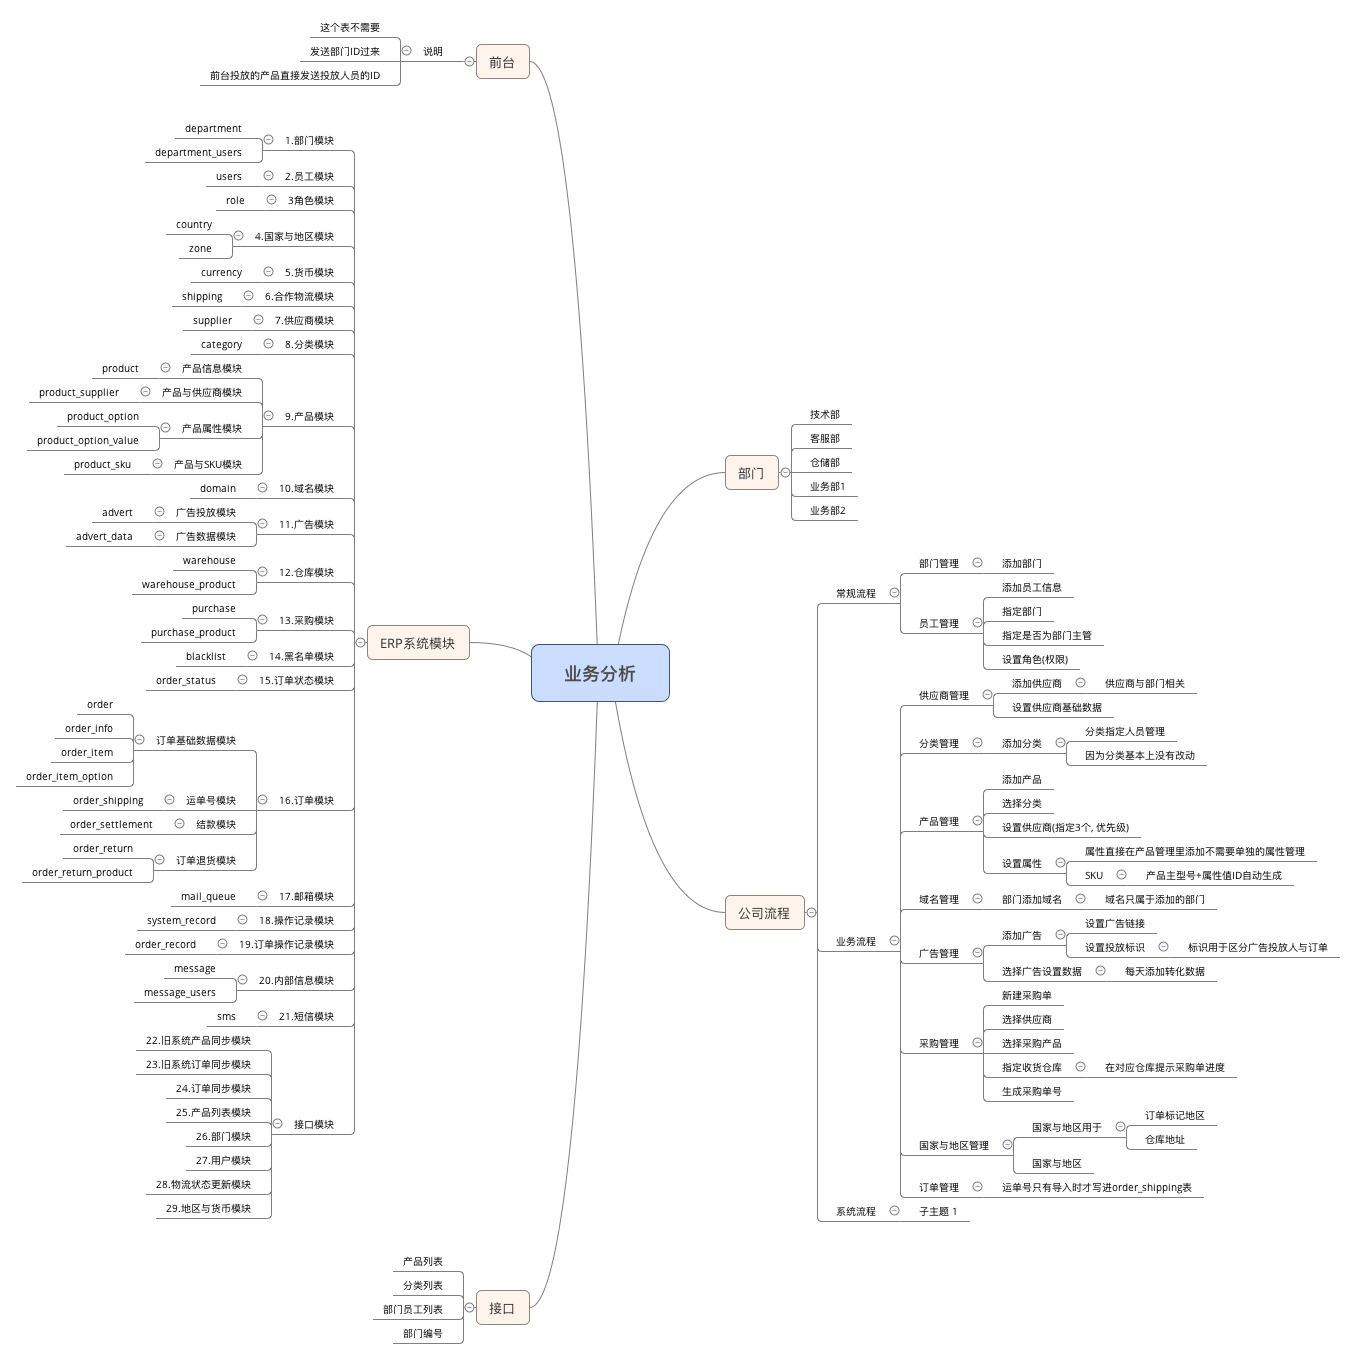 业务分析
前台
说明
这个表不需要
发送部门ID过来
前台投放的产品直接发送投放人员的ID
ERP系统模块
1.部门模块
department
department_users
2.员工模块
users
3角色模块
role
4.国家与地区模块
country
zone
5.货币模块
currency
6.合作物流模块
shipping
7.供应商模块
supplier
8.分类模块
category
9.产品模块
产品信息模块
product
产品与供应商模块
product_supplier
产品属性模块
product_option
product_option_value
产品与SKU模块
product_sku
10.域名模块
domain
11.广告模块
广告投放模块
advert
广告数据模块
advert_data
12.仓库模块
warehouse
warehouse_product
13.采购模块
purchase
purchase_product
14.黑名单模块
blacklist
15.订单状态模块
order_status
16.订单模块
订单基础数据模块
order
order_info
order_item
order_item_option
运单号模块
order_shipping
结款模块
order_settlement
订单退货模块
order_return
order_return_product
17.邮箱模块
mail_queue
18.操作记录模块
system_record
19.订单操作记录模块
order_record
20.内部信息模块
message
message_users
21.短信模块
sms
接口模块
22.旧系统产品同步模块
23.旧系统订单同步模块
24.订单同步模块
25.产品列表模块
26.部门模块
27.用户模块
28.物流状态更新模块
29.地区与货币模块
接口
产品列表
分类列表
部门员工列表
部门编号
部门
技术部
客服部
仓储部
业务部1
业务部2
公司流程
常规流程
部门管理
添加部门
员工管理
添加员工信息
指定部门
指定是否为部门主管
设置角色(权限)
业务流程
供应商管理
添加供应商
供应商与部门相关
设置供应商基础数据
分类管理
添加分类
分类指定人员管理
因为分类基本上没有改动
产品管理
添加产品
选择分类
设置供应商(指定3个, 优先级)
设置属性
属性直接在产品管理里添加不需要单独的属性管理
SKU
产品主型号+属性值ID自动生成
域名管理
部门添加域名
域名只属于添加的部门
广告管理
添加广告
设置广告链接
设置投放标识
标识用于区分广告投放人与订单
选择广告设置数据
每天添加转化数据
采购管理
新建采购单
选择供应商
选择采购产品
指定收货仓库
在对应仓库提示采购单进度
生成采购单号
国家与地区管理
国家与地区用于
订单标记地区
仓库地址
国家与地区
订单管理
运单号只有导入时才写进order_shipping表
系统流程
子主题 1